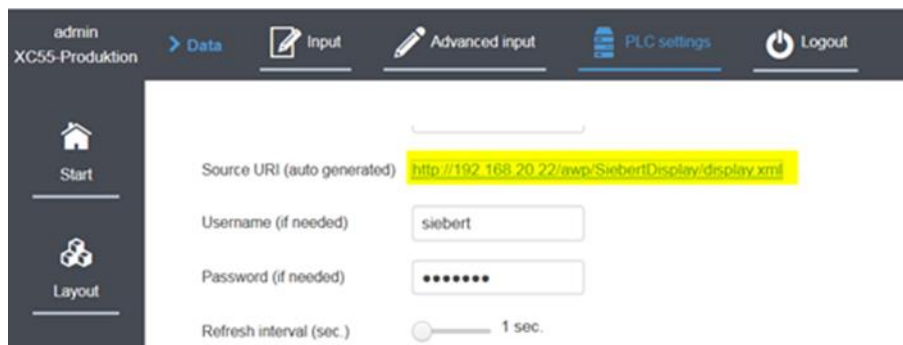 admin
XC55-Produktion
Data
Input
Advanced input
PLC settings
Logout
Start
Layout
Source URI (auto generated) http://192.168.20.22/awp/SiebertDisplay/display.xml
Username (if needed) siebert
Password (if needed) •••••••
Refresh interval (sec.) 1 sec.